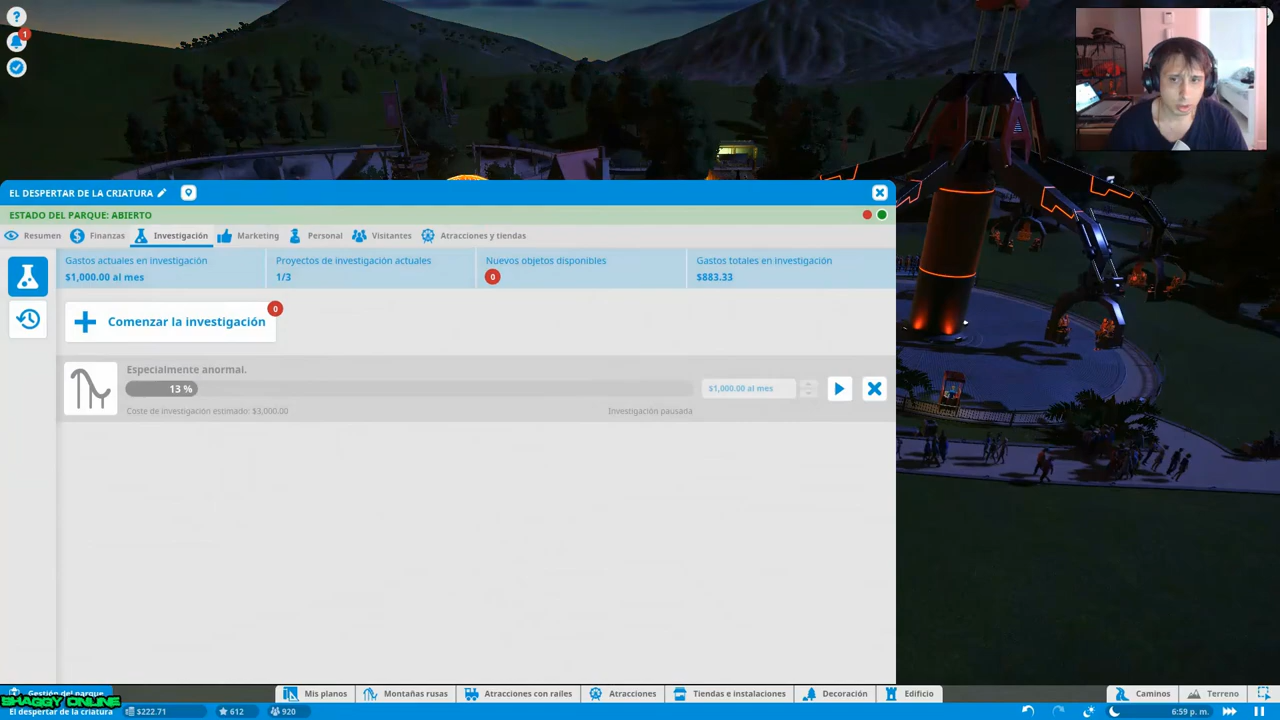 ?
1
EL DESPERTAR DE LA CRIATURA
ESTADO DEL PARQUE: ABIERTO
Resumen Finanzas Investigación Marketing Personal Visitantes Atracciones y tiendas
Gastos actuales en investigación Proyectos de investigación actuales Nuevos objetos disponibles Gastos totales en investigación
$1,000.00 al mes 1/3 0 $883.33
Comenzar la investigación 0
Especialmente anormal.
13 % $1,000.00 al mes
Coste de investigación estimado: $3,000.00 Investigación pausada
Gestión del parque Mis planos Montañas rusas Atracciones con raíles Atracciones Tiendas e instalaciones Decoración Edificio Caminos Terreno
SHAGGY ONLINE
El despertar de la criatura $222.71 612 920 6:59 p. m.